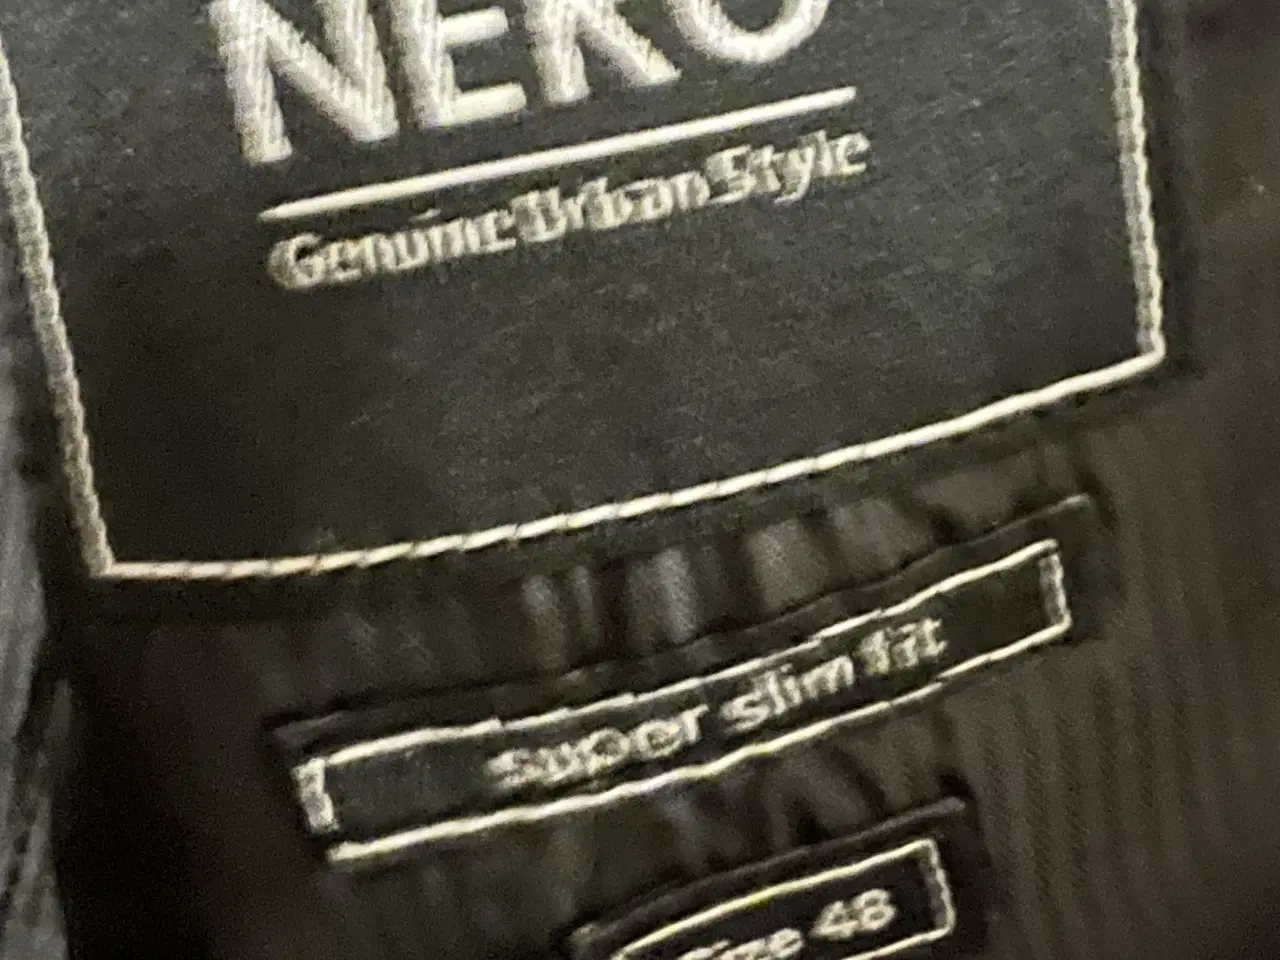 NERO
Genuine Urban Style
super slim fit
Size 48